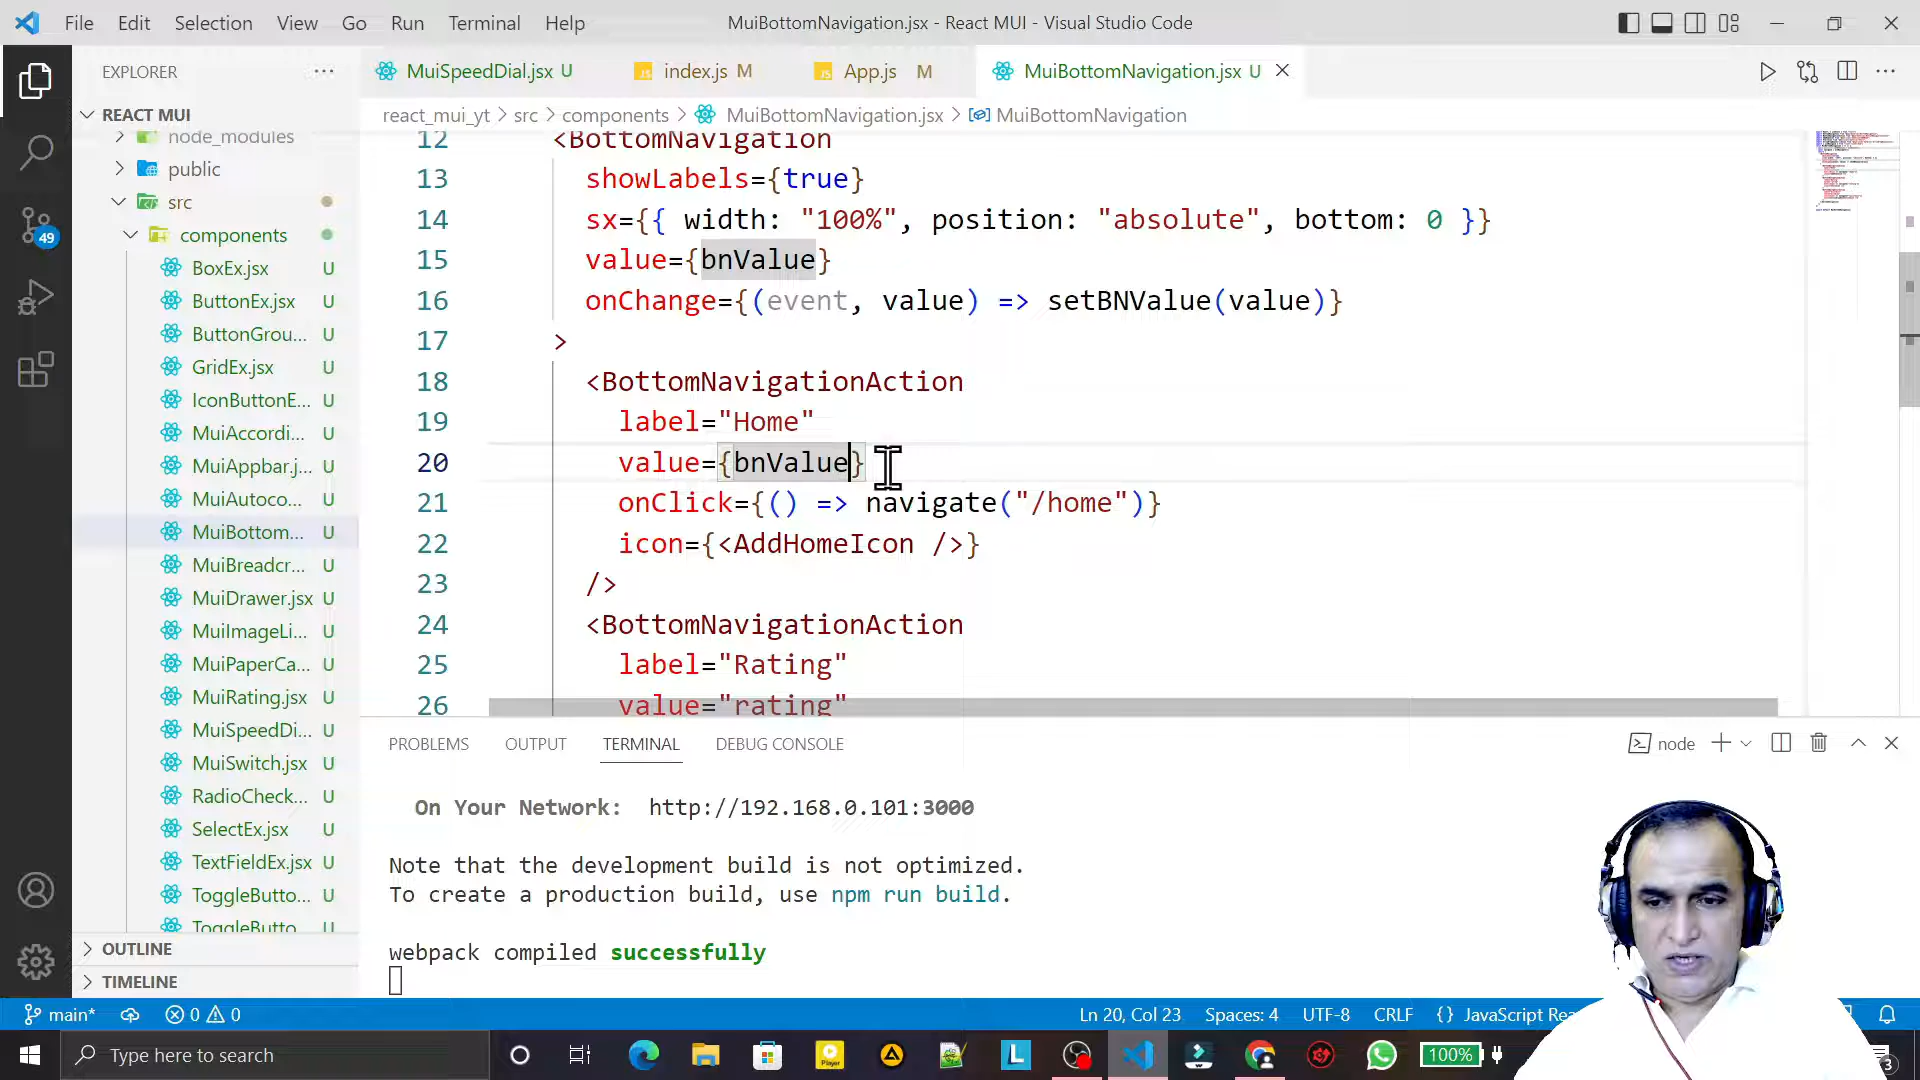 File Edit Selection View Go Run Terminal Help MuiBottomNavigation.jsx - React MUI - Visual Studio Code
EXPLORER ···
MuiSpeedDial.jsx U
JS index.js M
JS App.js M
MuiBottomNavigation.jsx U
REACT MUI
react_mui_yt > src > components > MuiBottomNavigation.jsx > MuiBottomNavigation
node_modules
public
src
components
BoxEx.jsx U
ButtonEx.jsx U
ButtonGrou... U
GridEx.jsx U
IconButtonE... U
MuiAccordi... U
MuiAppbar.j... U
MuiAutoco... U
MuiBottom... U
MuiBreadcr... U
MuiDrawer.jsx U
MuiImageLi... U
MuiPaperCa... U
MuiRating.jsx U
MuiSpeedDi... U
MuiSwitch.jsx U
RadioCheck... U
SelectEx.jsx U
TextFieldEx.jsx U
ToggleButto... U
ToggleButto U
OUTLINE
TIMELINE
49
12 <BottomNavigation
13 showLabels={true}
14 sx={{ width: "100%", position: "absolute", bottom: 0 }}
15 value={bnValue}
16 onChange={(event, value) => setBNValue(value)}
17 >
18 <BottomNavigationAction
19 label="Home"
20 value={bnValue}
21 onClick={() => navigate("/home")}
22 icon={<AddHomeIcon />}
23 />
24 <BottomNavigationAction
25 label="Rating"
26 value="rating"
PROBLEMS OUTPUT TERMINAL DEBUG CONSOLE
node
On Your Network: http://192.168.0.101:3000
Note that the development build is not optimized.
To create a production build, use npm run build.
webpack compiled successfully
main* 0 0 Ln 20, Col 23 Spaces: 4 UTF-8 CRLF {} JavaScript Rea
Type here to search
Player
L
100%
3